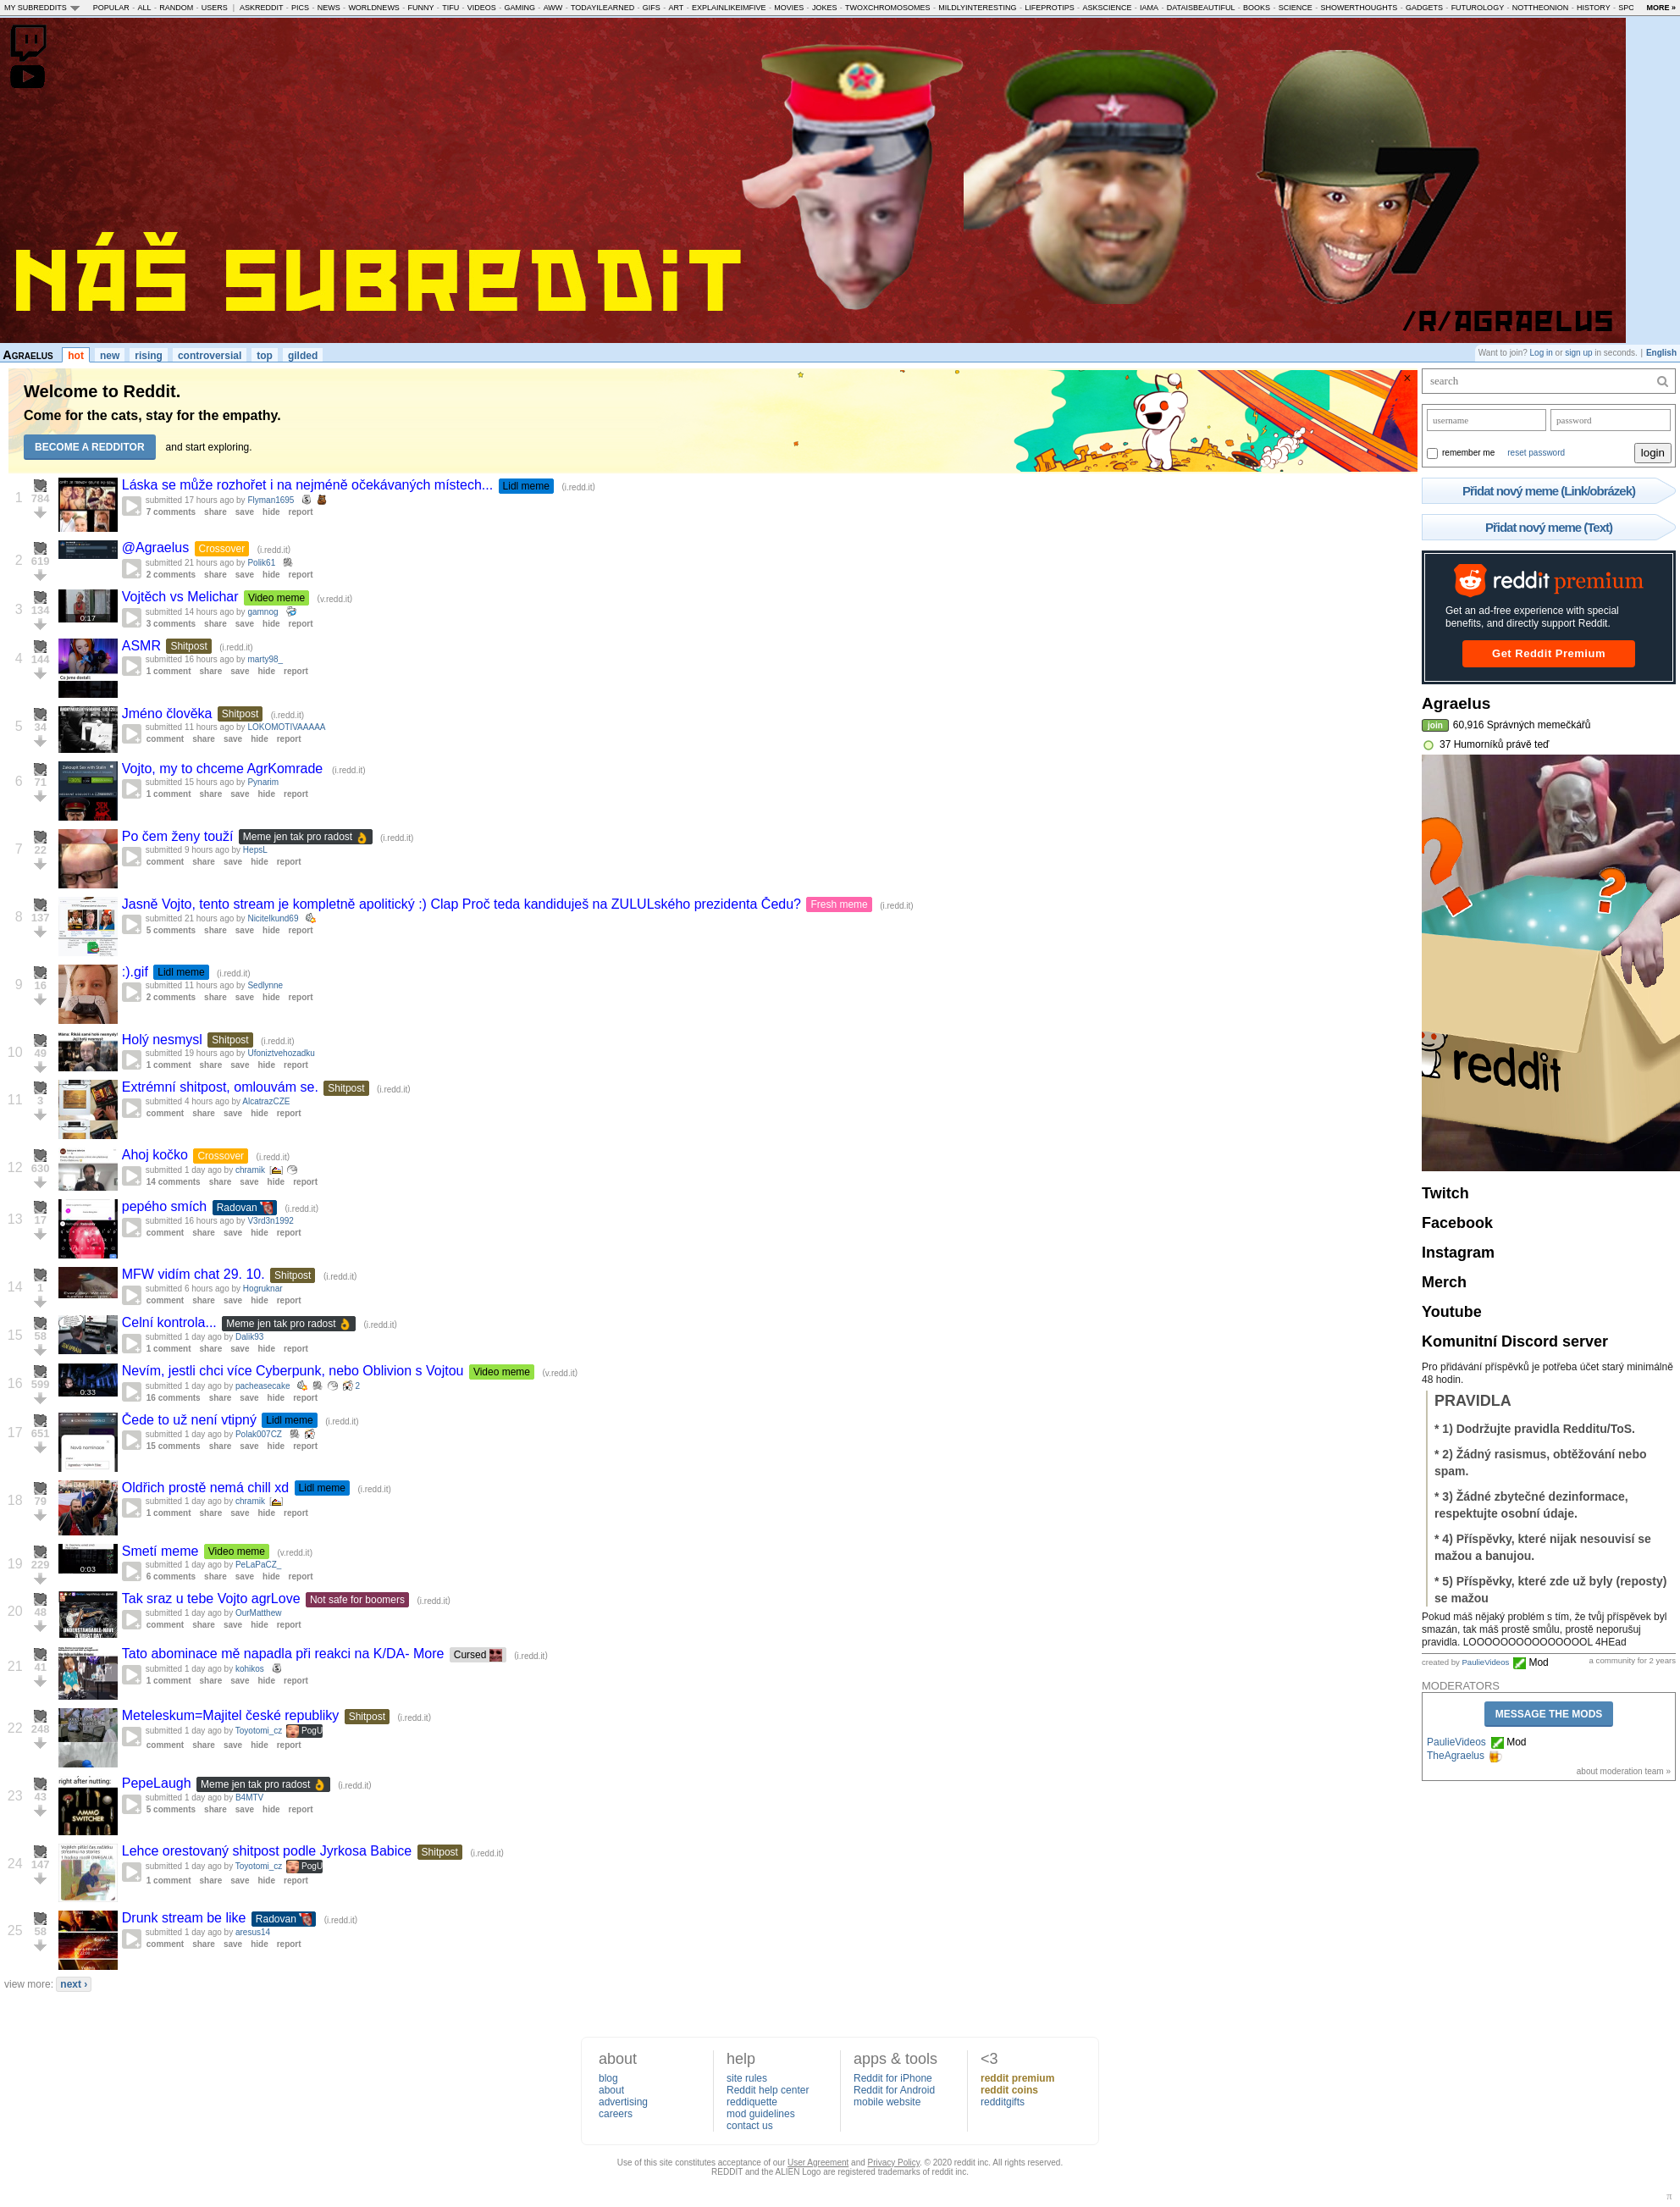 MY SUBREDDITS POPULAR - ALL - RANDOM - USERS | ASKREDDIT - PICS - NEWS - WORLDNEWS - FUNNY - TIFU - VIDEOS - GAMING - AWW - TODAYILEARNED - GIFS - ART - EXPLAINLIKEIMFIVE - MOVIES - JOKES - TWOXCHROMOSOMES - MILDLYINTERESTING - LIFEPROTIPS - ASKSCIENCE - IAMA - DATAISBEAUTIFUL - BOOKS - SCIENCE - SHOWERTHOUGHTS - GADGETS - FUTUROLOGY - NOTTHEONION - HISTORY - SPC MORE »
7
NÁŠ SUBREDDiT
/R/AGRAELUS
AGRAELUS hot new rising controversial top gilded
Want to join? Log in or sign up in seconds. | English
Welcome to Reddit.
Come for the cats, stay for the empathy.
BECOME A REDDITOR and start exploring.
×
1 784 Láska se může rozhořet i na nejméně očekávaných místech... Lidl meme (i.redd.it)
submitted 17 hours ago by Flyman1695
7 comments share save hide report
2 619 @Agraelus Crossover (i.redd.it)
submitted 21 hours ago by Polik61
2 comments share save hide report
3 134 0:17 Vojtěch vs Melichar Video meme (v.redd.it)
submitted 14 hours ago by gamnog
3 comments share save hide report
4 144 ASMR Shitpost (i.redd.it)
submitted 16 hours ago by marty98_
1 comment share save hide report
5 34 Jméno člověka Shitpost (i.redd.it)
submitted 11 hours ago by LOKOMOTIVAAAAA
comment share save hide report
6 71 Vojto, my to chceme AgrKomrade (i.redd.it)
submitted 15 hours ago by Pynarim
1 comment share save hide report
7 22 Po čem ženy touží Meme jen tak pro radost 👌 (i.redd.it)
submitted 9 hours ago by HepsL
comment share save hide report
8 137 Jasně Vojto, tento stream je kompletně apolitický :) Clap Proč teda kandiduješ na ZULULského prezidenta Čedu? Fresh meme (i.redd.it)
submitted 21 hours ago by Nicitelkund69
5 comments share save hide report
9 16 :).gif Lidl meme (i.redd.it)
submitted 11 hours ago by Sedlynne
2 comments share save hide report
10 49 Holý nesmysl Shitpost (i.redd.it)
submitted 19 hours ago by Ufoniztvehozadku
1 comment share save hide report
11 3 Extrémní shitpost, omlouvám se. Shitpost (i.redd.it)
submitted 4 hours ago by AlcatrazCZE
comment share save hide report
12 630 Ahoj kočko Crossover (i.redd.it)
submitted 1 day ago by chramik
14 comments share save hide report
13 17 pepého smích Radovan (i.redd.it)
submitted 16 hours ago by V3rd3n1992
comment share save hide report
14 1 MFW vidím chat 29. 10. Shitpost (i.redd.it)
submitted 6 hours ago by Hogruknar
comment share save hide report
15 58 Celní kontrola... Meme jen tak pro radost 👌 (i.redd.it)
submitted 1 day ago by Dalik93
1 comment share save hide report
16 599 0:33 Nevím, jestli chci více Cyberpunk, nebo Oblivion s Vojtou Video meme (v.redd.it)
submitted 1 day ago by pacheasecake 2
16 comments share save hide report
17 651 Čede to už není vtipný Lidl meme (i.redd.it)
submitted 1 day ago by Polak007CZ
15 comments share save hide report
18 79 Oldřich prostě nemá chill xd Lidl meme (i.redd.it)
submitted 1 day ago by chramik
1 comment share save hide report
19 229 0:03 Smetí meme Video meme (v.redd.it)
submitted 1 day ago by PeLaPaCZ_
6 comments share save hide report
20 48 Tak sraz u tebe Vojto agrLove Not safe for boomers (i.redd.it)
submitted 1 day ago by OurMatthew
comment share save hide report
21 41 Tato abominace mě napadla při reakci na K/DA- More Cursed (i.redd.it)
submitted 1 day ago by kohikos
1 comment share save hide report
22 248 Meteleskum=Majitel české republiky Shitpost (i.redd.it)
submitted 1 day ago by Toyotomi_cz PogU
comment share save hide report
23 43 right after nutting: AMMO SWITCHER PepeLaugh Meme jen tak pro radost 👌 (i.redd.it)
submitted 1 day ago by B4MTV
5 comments share save hide report
24 147 Lehce orestovaný shitpost podle Jyrkosa Babice Shitpost (i.redd.it)
submitted 1 day ago by Toyotomi_cz PogU
1 comment share save hide report
25 58 Drunk stream be like Radovan (i.redd.it)
submitted 1 day ago by aresus14
comment share save hide report
view more: next ›
search
username password
remember me reset password login
Přidat nový meme (Link/obrázek)
Přidat nový meme (Text)
reddit premium
Get an ad-free experience with special
benefits, and directly support Reddit.
Get Reddit Premium
Agraelus
join 60,916 Správných memečkářů
37 Humorníků právě teď
? ?
reddit
Twitch
Facebook
Instagram
Merch
Youtube
Komunitní Discord server
Pro přidávání příspěvků je potřeba účet starý minimálně
48 hodin.
PRAVIDLA
* 1) Dodržujte pravidla Redditu/ToS.
* 2) Žádný rasismus, obtěžování nebo
spam.
* 3) Žádné zbytečné dezinformace,
respektujte osobní údaje.
* 4) Příspěvky, které nijak nesouvisí se
mažou a banujou.
* 5) Příspěvky, které zde už byly (reposty)
se mažou
Pokud máš nějaký problém s tím, že tvůj příspěvek byl
smazán, tak máš prostě smůlu, prostě neporušuj
pravidla. LOOOOOOOOOOOOOOOL 4HEad
created by PaulieVideos Mod a community for 2 years
MODERATORS
MESSAGE THE MODS
PaulieVideos Mod
TheAgraelus
about moderation team »
about
blog
about
advertising
careers
help
site rules
Reddit help center
reddiquette
mod guidelines
contact us
apps & tools
Reddit for iPhone
Reddit for Android
mobile website
<3
reddit premium
reddit coins
redditgifts
Use of this site constitutes acceptance of our User Agreement and Privacy Policy. © 2020 reddit inc. All rights reserved.
REDDIT and the ALIEN Logo are registered trademarks of reddit inc.
π